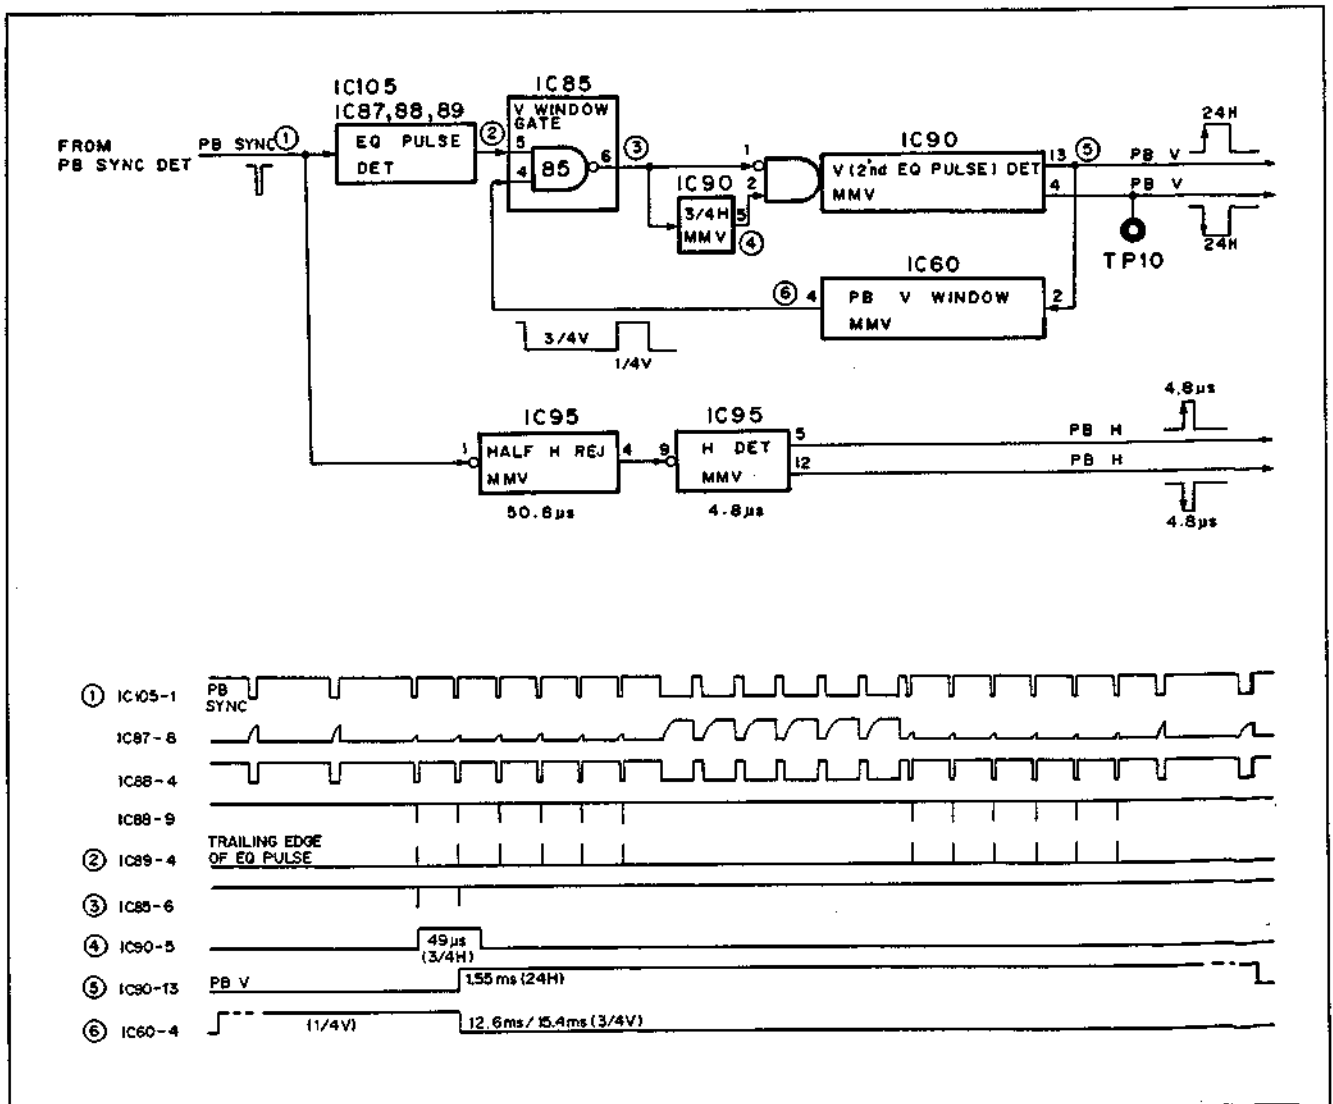 IC105
IC87,88,89
FROM
PB SYNC DET
PB SYNC
①
EQ PULSE
DET
②
IC85
V WINDOW
GATE
5
4
85
6
③
IC90
3/4H
MMV
5
④
1
2
IC90
V (2'nd EQ PULSE) DET
MMV
13
4
⑤
PB V
PB V
24H
24H
TP10
IC60
PB V WINDOW
MMV
2
4
⑥
3/4V
1/4V
IC95
1
HALF H REJ
MMV
4
50.6µs
IC95
9
H DET
MMV
5
12
4.8µs
PB H
PB H
4.8µs
4.8µs
① IC105-1 PB SYNC
IC87-8
IC88-4
IC88-9
② IC89-4 TRAILING EDGE
OF EQ PULSE
③ IC85-6
④ IC90-5 49µs
(3/4H)
⑤ IC90-13 PB V 1.55ms (24H)
⑥ IC60-4 (1/4V) 12.6ms/15.4ms (3/4V)